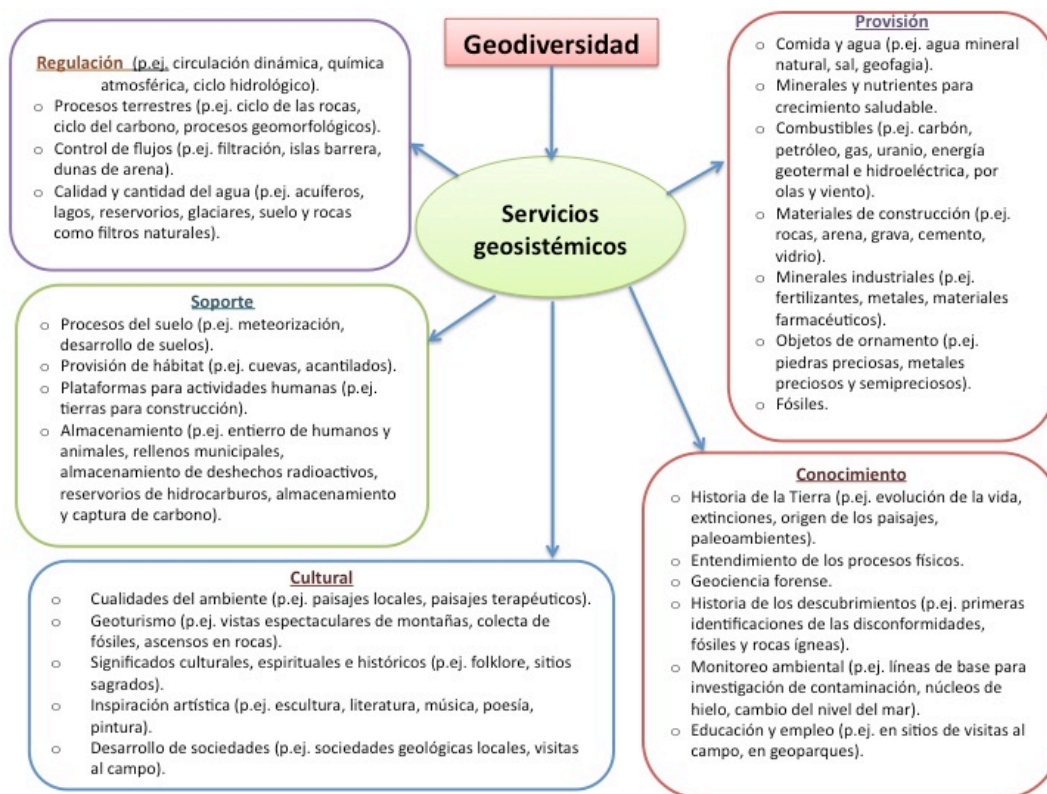 Geodiversidad
Servicios
geosistémicos
Regulación (p.ej. circulación dinámica, química
atmosférica, ciclo hidrológico).
o Procesos terrestres (p.ej. ciclo de las rocas,
ciclo del carbono, procesos geomorfológicos).
o Control de flujos (p.ej. filtración, islas barrera,
dunas de arena).
o Calidad y cantidad del agua (p.ej. acuíferos,
lagos, reservorios, glaciares, suelo y rocas
como filtros naturales).
Soporte
o Procesos del suelo (p.ej. meteorización,
desarrollo de suelos).
o Provisión de hábitat (p.ej. cuevas, acantilados).
o Plataformas para actividades humanas (p.ej.
tierras para construcción).
o Almacenamiento (p.ej. entierro de humanos y
animales, rellenos municipales,
almacenamiento de deshechos radioactivos,
reservorios de hidrocarburos, almacenamiento
y captura de carbono).
Cultural
o Cualidades del ambiente (p.ej. paisajes locales, paisajes terapéuticos).
o Geoturismo (p.ej. vistas espectaculares de montañas, colecta de
fósiles, ascensos en rocas).
o Significados culturales, espirituales e históricos (p.ej. folklore, sitios
sagrados).
o Inspiración artística (p.ej. escultura, literatura, música, poesía,
pintura).
o Desarrollo de sociedades (p.ej. sociedades geológicas locales, visitas
al campo).
Provisión
o Comida y agua (p.ej. agua mineral
natural, sal, geofagia).
o Minerales y nutrientes para
crecimiento saludable.
o Combustibles (p.ej. carbón,
petróleo, gas, uranio, energía
geotermal e hidroeléctrica, por
olas y viento).
o Materiales de construcción (p.ej.
rocas, arena, grava, cemento,
vidrio).
o Minerales industriales (p.ej.
fertilizantes, metales, materiales
farmacéuticos).
o Objetos de ornamento (p.ej.
piedras preciosas, metales
preciosos y semipreciosos).
o Fósiles.
Conocimiento
o Historia de la Tierra (p.ej. evolución de la vida,
extinciones, origen de los paisajes,
paleoambientes).
o Entendimiento de los procesos físicos.
o Geociencia forense.
o Historia de los descubrimientos (p.ej. primeras
identificaciones de las disconformidades,
fósiles y rocas ígneas).
o Monitoreo ambiental (p.ej. líneas de base para
investigación de contaminación, núcleos de
hielo, cambio del nivel del mar).
o Educación y empleo (p.ej. en sitios de visitas al
campo, en geoparques).